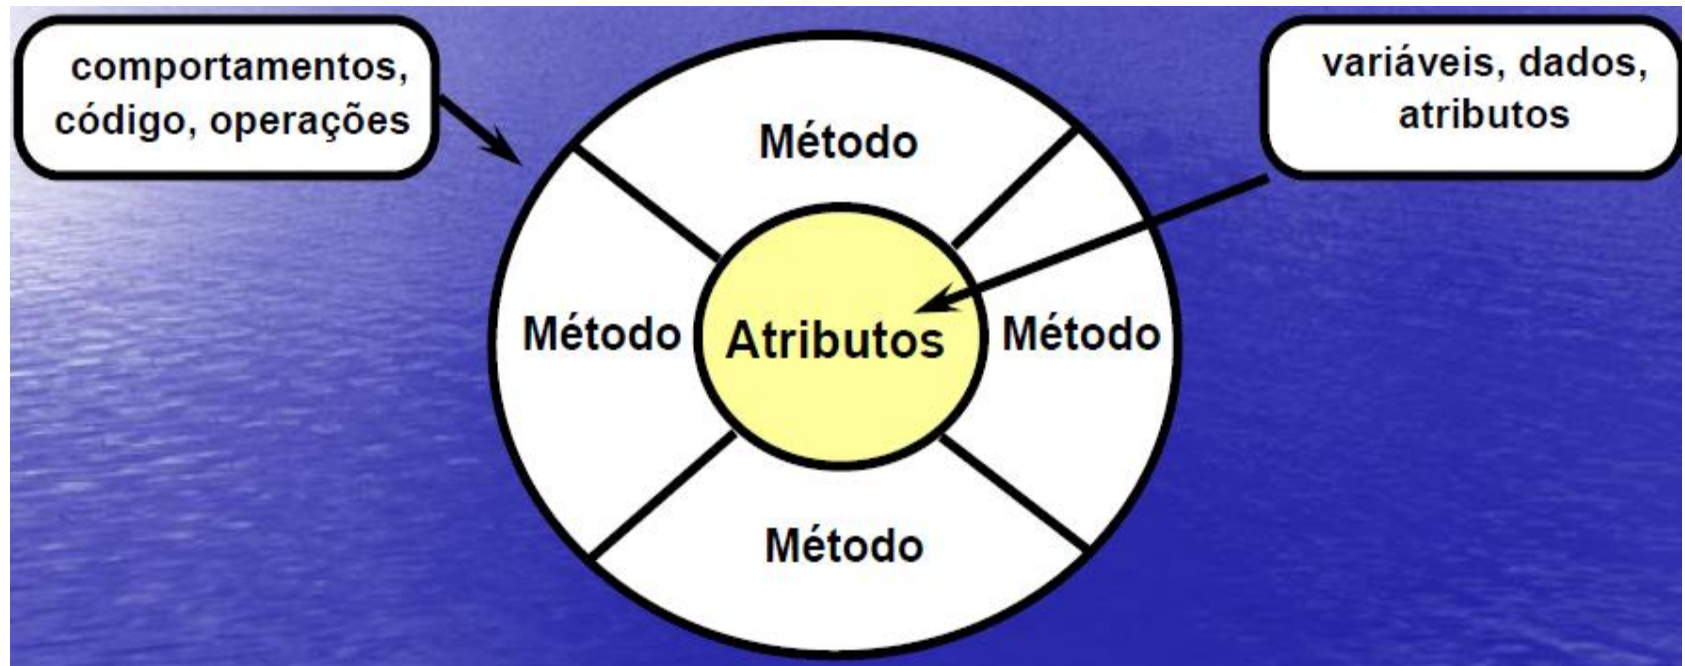 comportamentos,
código, operações
variáveis, dados,
atributos
Método
Método
Atributos
Método
Método